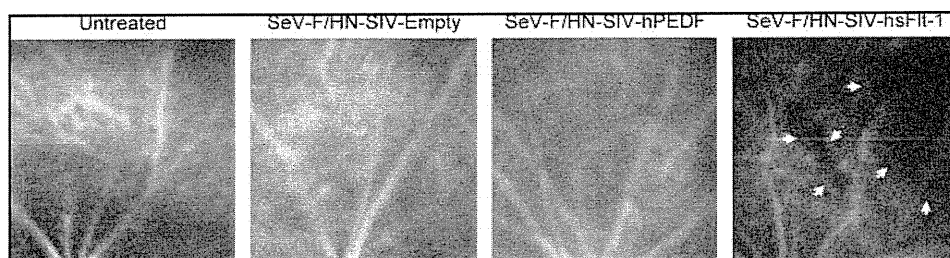 Untreated
SeV-F/HN-SIV-Empty
SeV-F/HN-SIV-hPEDF
SeV-F/HN-SIV-hsFlt-1